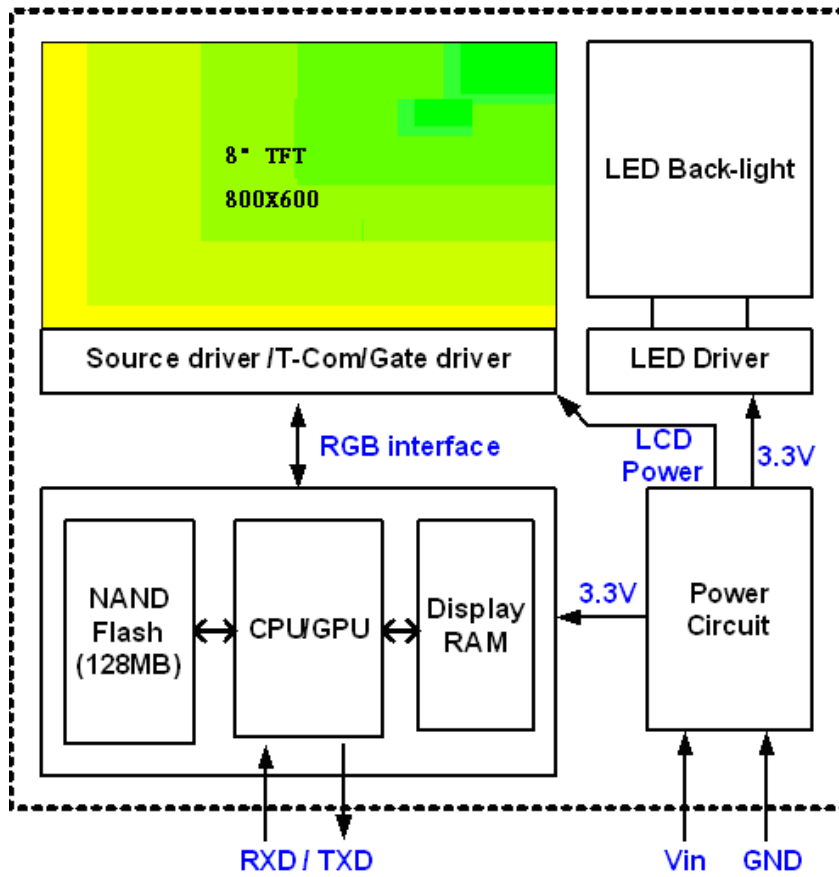 8" TFT
800X600
LED Back-light
Source driver /T-Com/Gate driver
LED Driver
RGB interface
LCD
Power
3.3V
NAND
Flash
(128MB)
CPU/GPU
Display
RAM
3.3V
Power
Circuit
RXD / TXD
Vin
GND